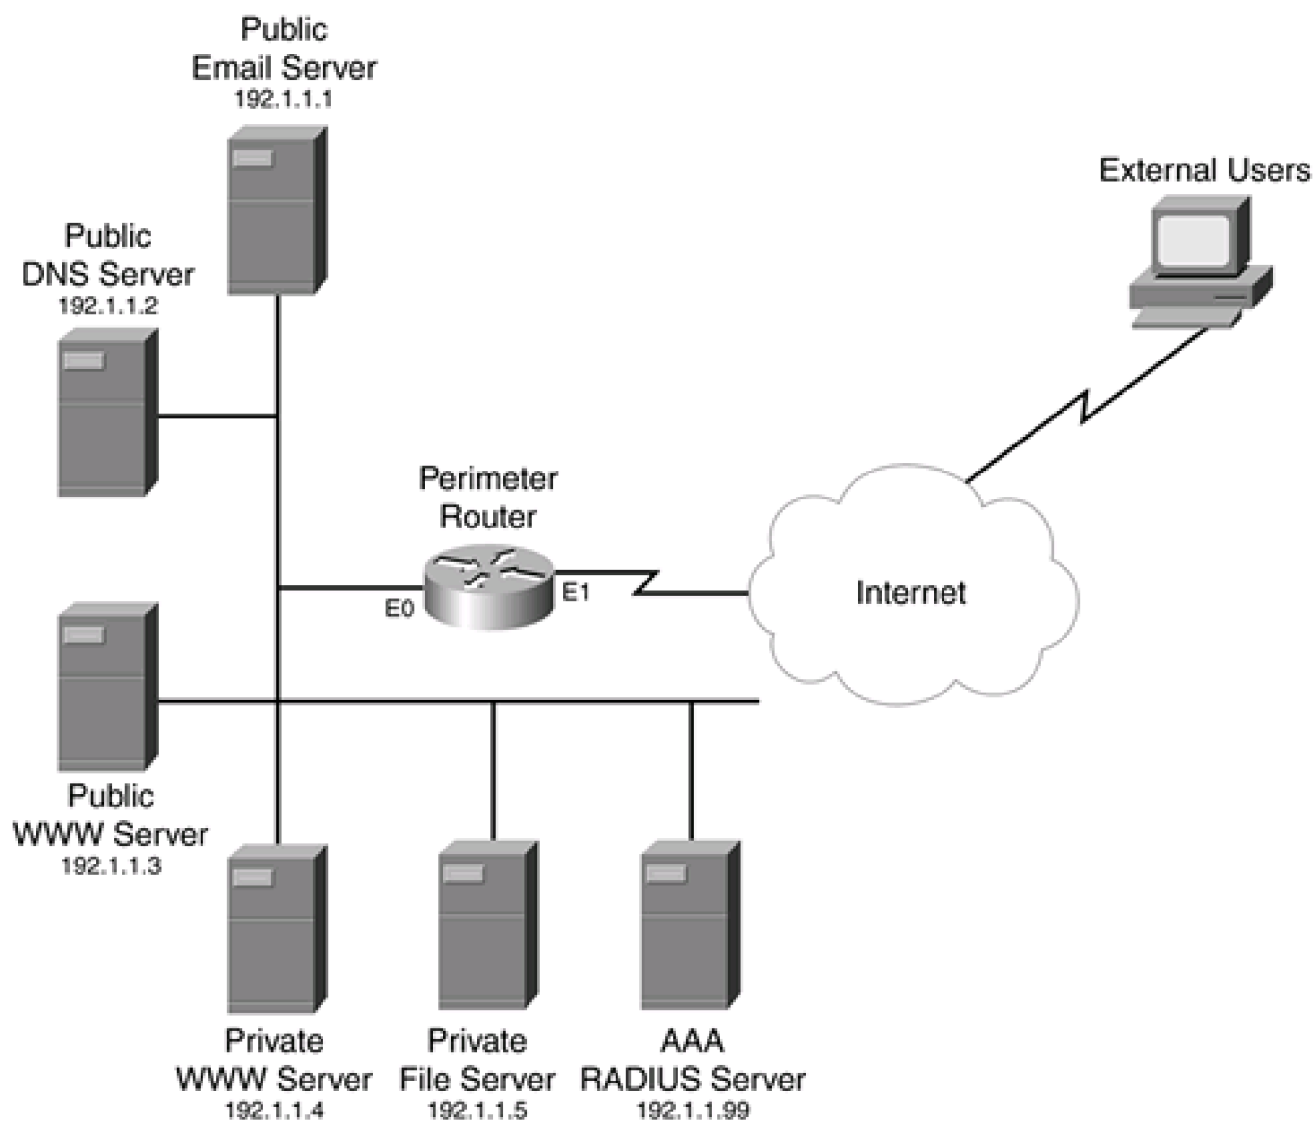 Public
Email Server
192.1.1.1
External Users
Public
DNS Server
192.1.1.2
Perimeter
Router
E0
E1
Internet
Public
WWW Server
192.1.1.3
Private
WWW Server
192.1.1.4
Private
File Server
192.1.1.5
AAA
RADIUS Server
192.1.1.99